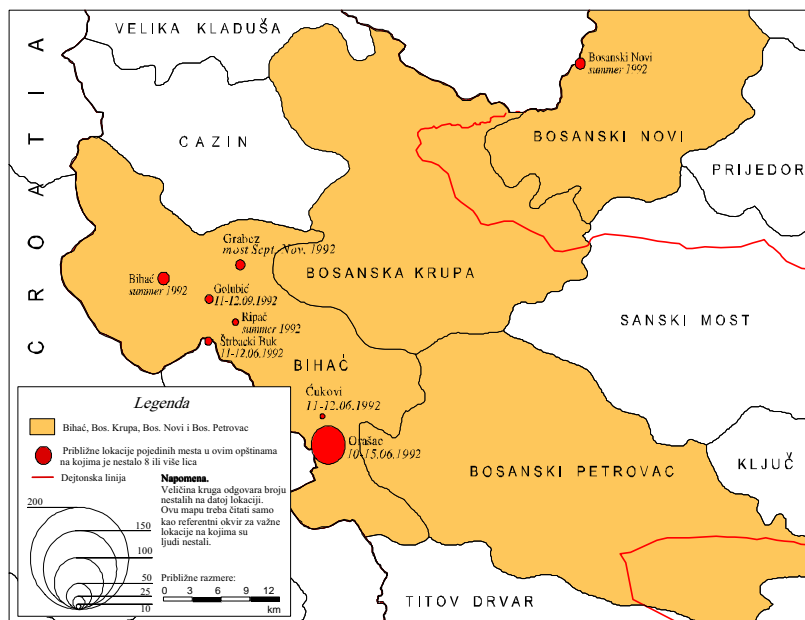 VELIKA KLADUŠA
Bosanski Novi
summer 1992
CAZIN
BOSANSKI NOVI
PRIJEDOR
CROATIA
Grabez
most Sept. Nov. 1992
BOSANSKA KRUPA
Bihać
summer 1992
Golubić
11-12.09.1992
Ripač
summer 1992
SANSKI MOST
Štrbacki Buk
11-12.06.1992
BIHAĆ
Ćukovi
11-12.06.1992
Orašac
10-15.06.1992
BOSANSKI PETROVAC
KLJUČ
TITOV DRVAR
Legenda
Bihać, Bos. Krupa, Bos. Novi i Bos. Petrovac
Približne lokacije pojedinih mesta u ovim opštinama
na kojima je nestalo 8 ili više lica
Dejtonska linija
Napomena.
Veličina kruga odgovara broju
nestalih na datoj lokaciji.
Ovu mapu treba čitati samo
kao referentni okvir za važne
lokacije na kojima su
ljudi nestali.
200
150
100
50
25
10
Približne razmere:
0 3 6 9 12
km